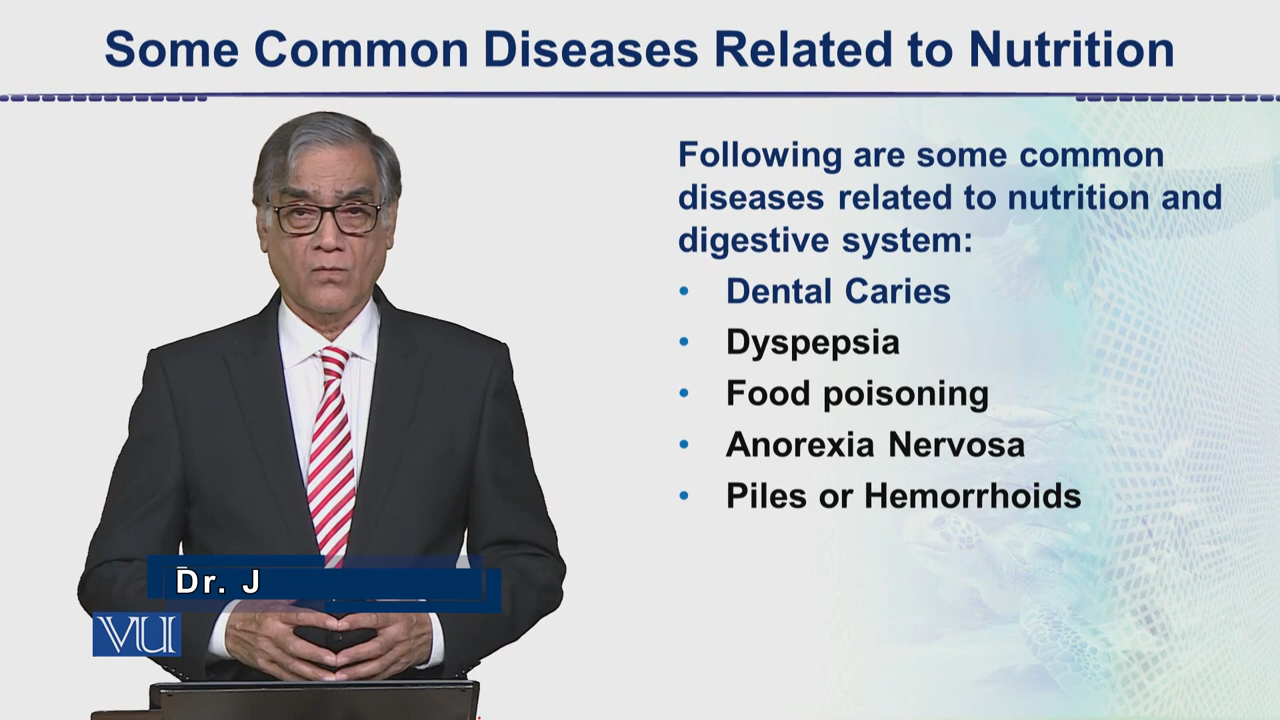 Some Common Diseases Related to Nutrition
Following are some common
diseases related to nutrition and
digestive system:
• Dental Caries
• Dyspepsia
• Food poisoning
• Anorexia Nervosa
• Piles or Hemorrhoids
Dr. J
VU